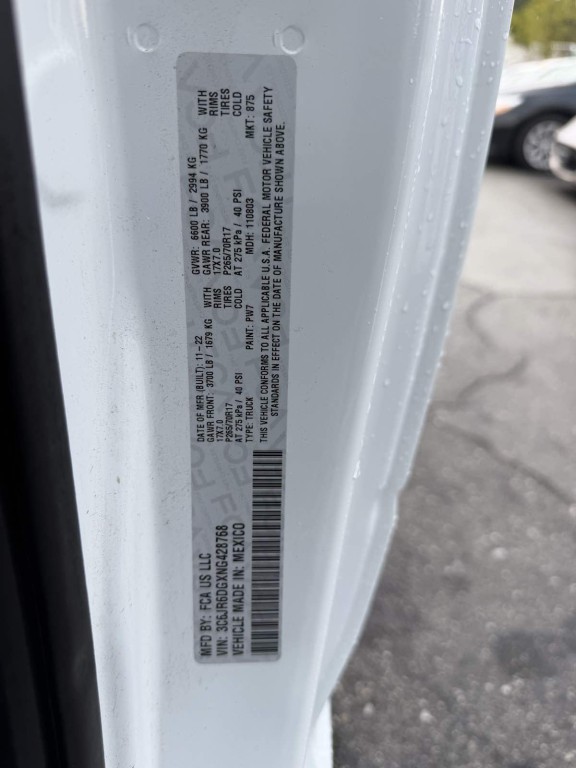 MFD BY: FCA US LLC
VIN: 3C6JR6DGXNG428768
VEHICLE MADE IN: MEXICO
DATE OF MFR (BUILT): 11-22
GAWR FRONT: 3700 LB / 1679 KG WITH
17X7.0 RIMS
P265/70R17 TIRES
AT 275 kPa / 40 PSI COLD
TYPE: TRUCK PAINT: PW7
GVWR: 6600 LB / 2994 KG
GAWR REAR: 3900 LB / 1770 KG WITH
17X7.0 RIMS
P265/70R17 TIRES
AT 275 kPa / 40 PSI COLD
MDH: 110803 MKT: 875
THIS VEHICLE CONFORMS TO ALL APPLICABLE U.S.A. FEDERAL MOTOR VEHICLE SAFETY
STANDARDS IN EFFECT ON THE DATE OF MANUFACTURE SHOWN ABOVE.